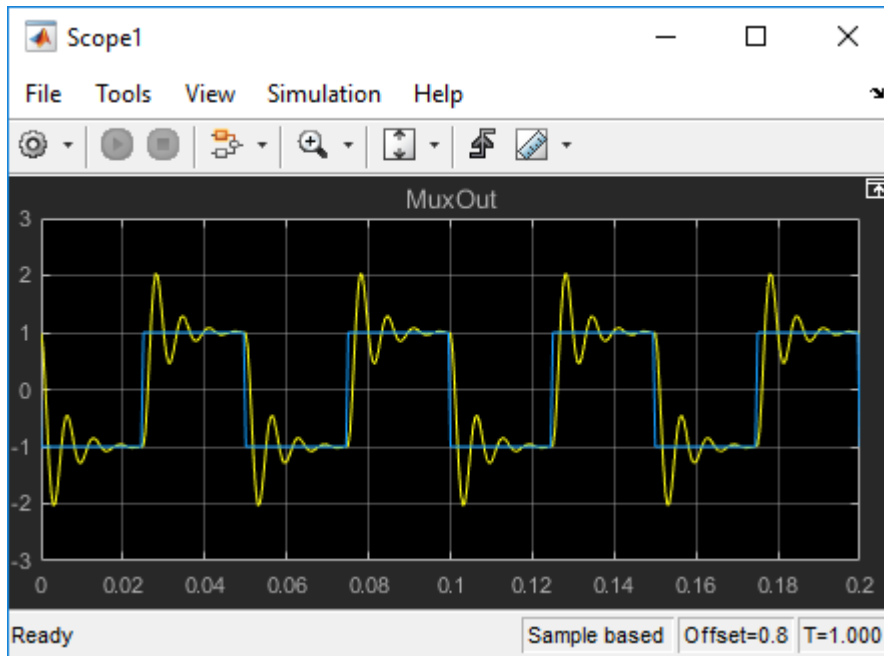 Scope1
File Tools View Simulation Help
MuxOut
3
2
1
0
-1
-2
-3
0 0.02 0.04 0.06 0.08 0.1 0.12 0.14 0.16 0.18 0.2
Ready Sample based Offset=0.8 T=1.000